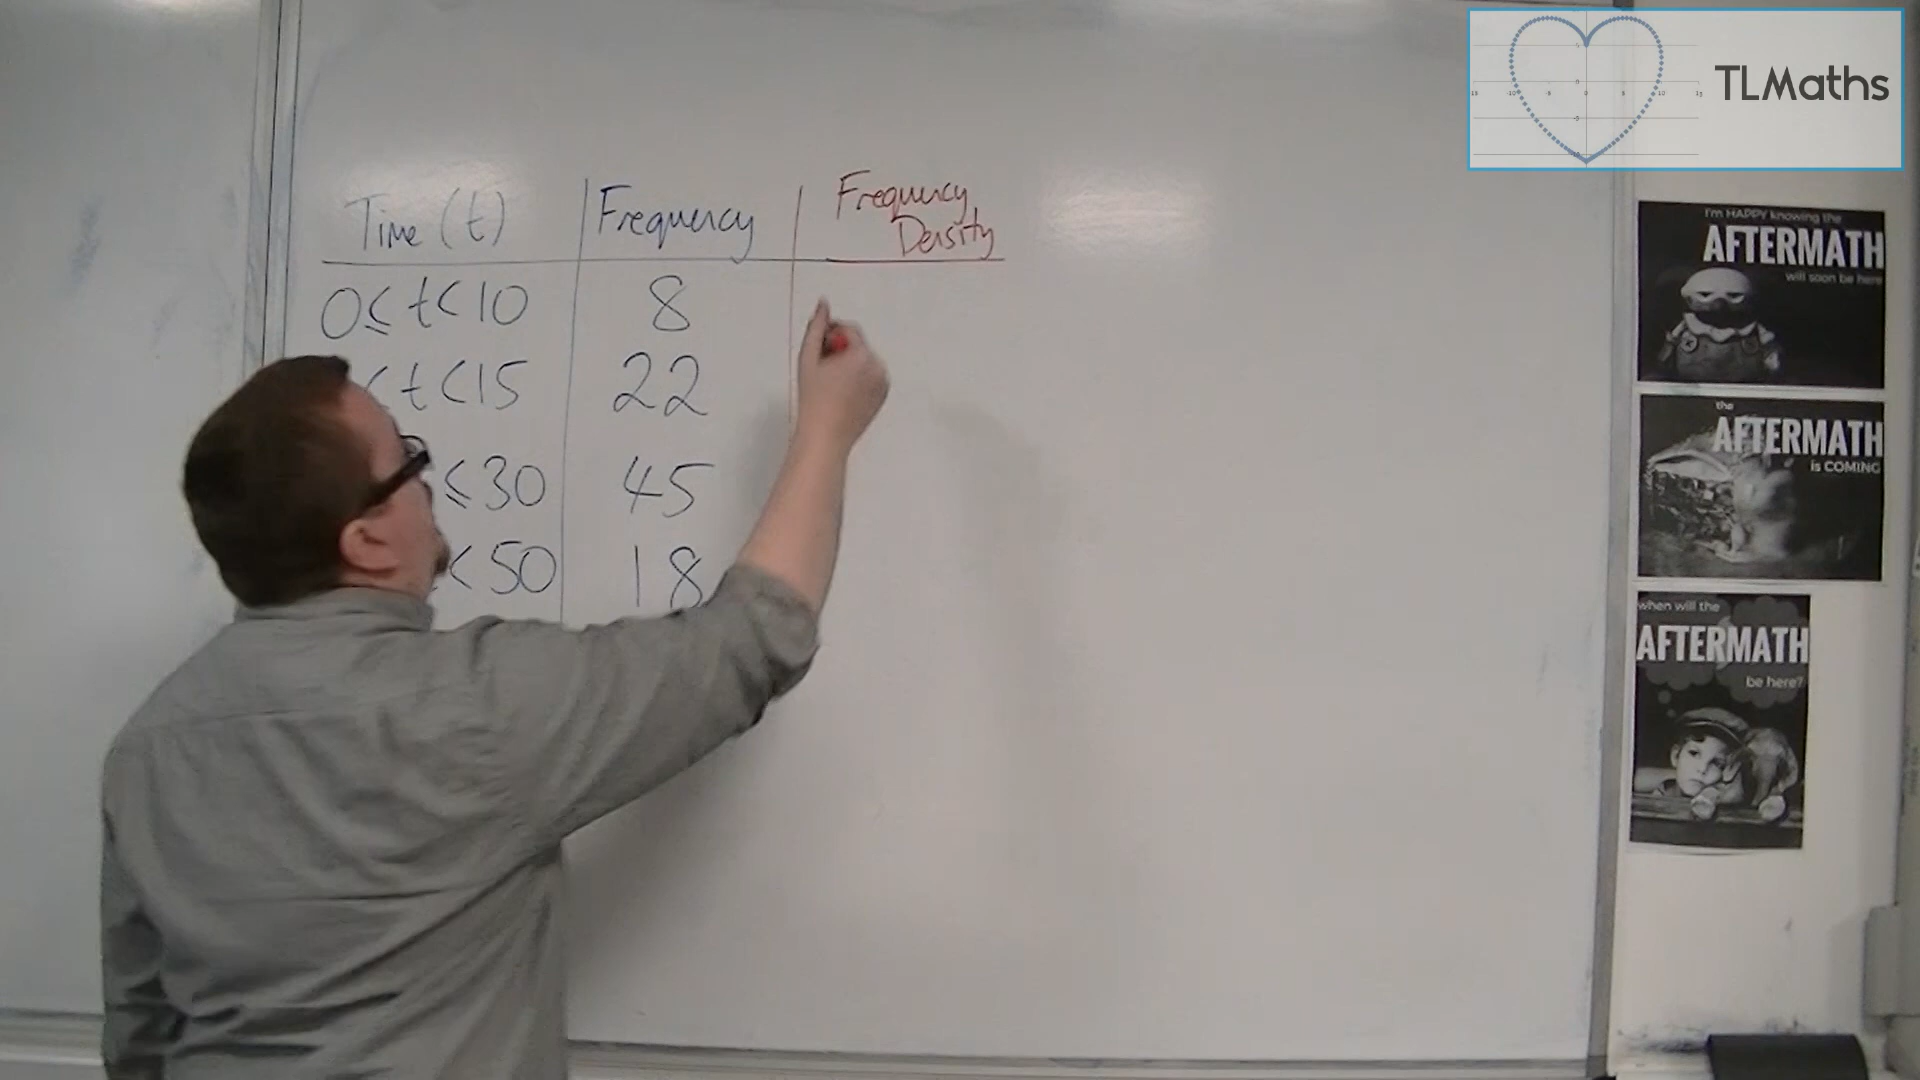 TLMaths
Time (t) Frequency Frequency Density
0≤t<10 8
t<15 22
≤30 45
<50 18
I'm HAPPY knowing the
AFTERMATH
will soon be here
the
AFTERMATH
is COMING
when will the
AFTERMATH
be here?